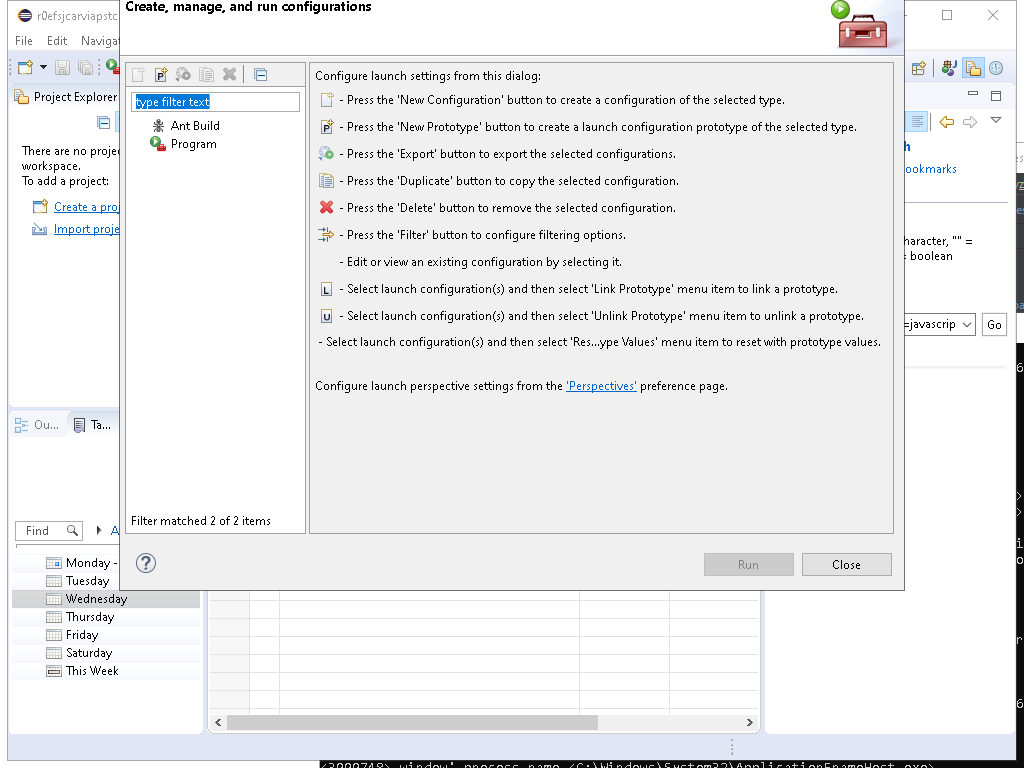 Create, manage, and run configurations
r0efsjcarviapstc
File Edit Navigat
Project Explorer
There are no proje
workspace.
To add a project:
Create a proj
Import proje
type filter text
Ant Build
Program
Filter matched 2 of 2 items
Configure launch settings from this dialog:
- Press the 'New Configuration' button to create a configuration of the selected type.
- Press the 'New Prototype' button to create a launch configuration prototype of the selected type.
- Press the 'Export' button to export the selected configurations.
- Press the 'Duplicate' button to copy the selected configuration.
- Press the 'Delete' button to remove the selected configuration.
- Press the 'Filter' button to configure filtering options.
- Edit or view an existing configuration by selecting it.
- Select launch configuration(s) and then select 'Link Prototype' menu item to link a prototype.
- Select launch configuration(s) and then select 'Unlink Prototype' menu item to unlink a prototype.
- Select launch configuration(s) and then select 'Res...ype Values' menu item to reset with prototype values.
Configure launch perspective settings from the 'Perspectives' preference page.
Run
Close
h
ookmarks
haracter, "" =
= boolean
=javascrip
Go
Ou...
Ta...
Find
A
Monday -
Tuesday
Wednesday
Thursday
Friday
Saturday
This Week